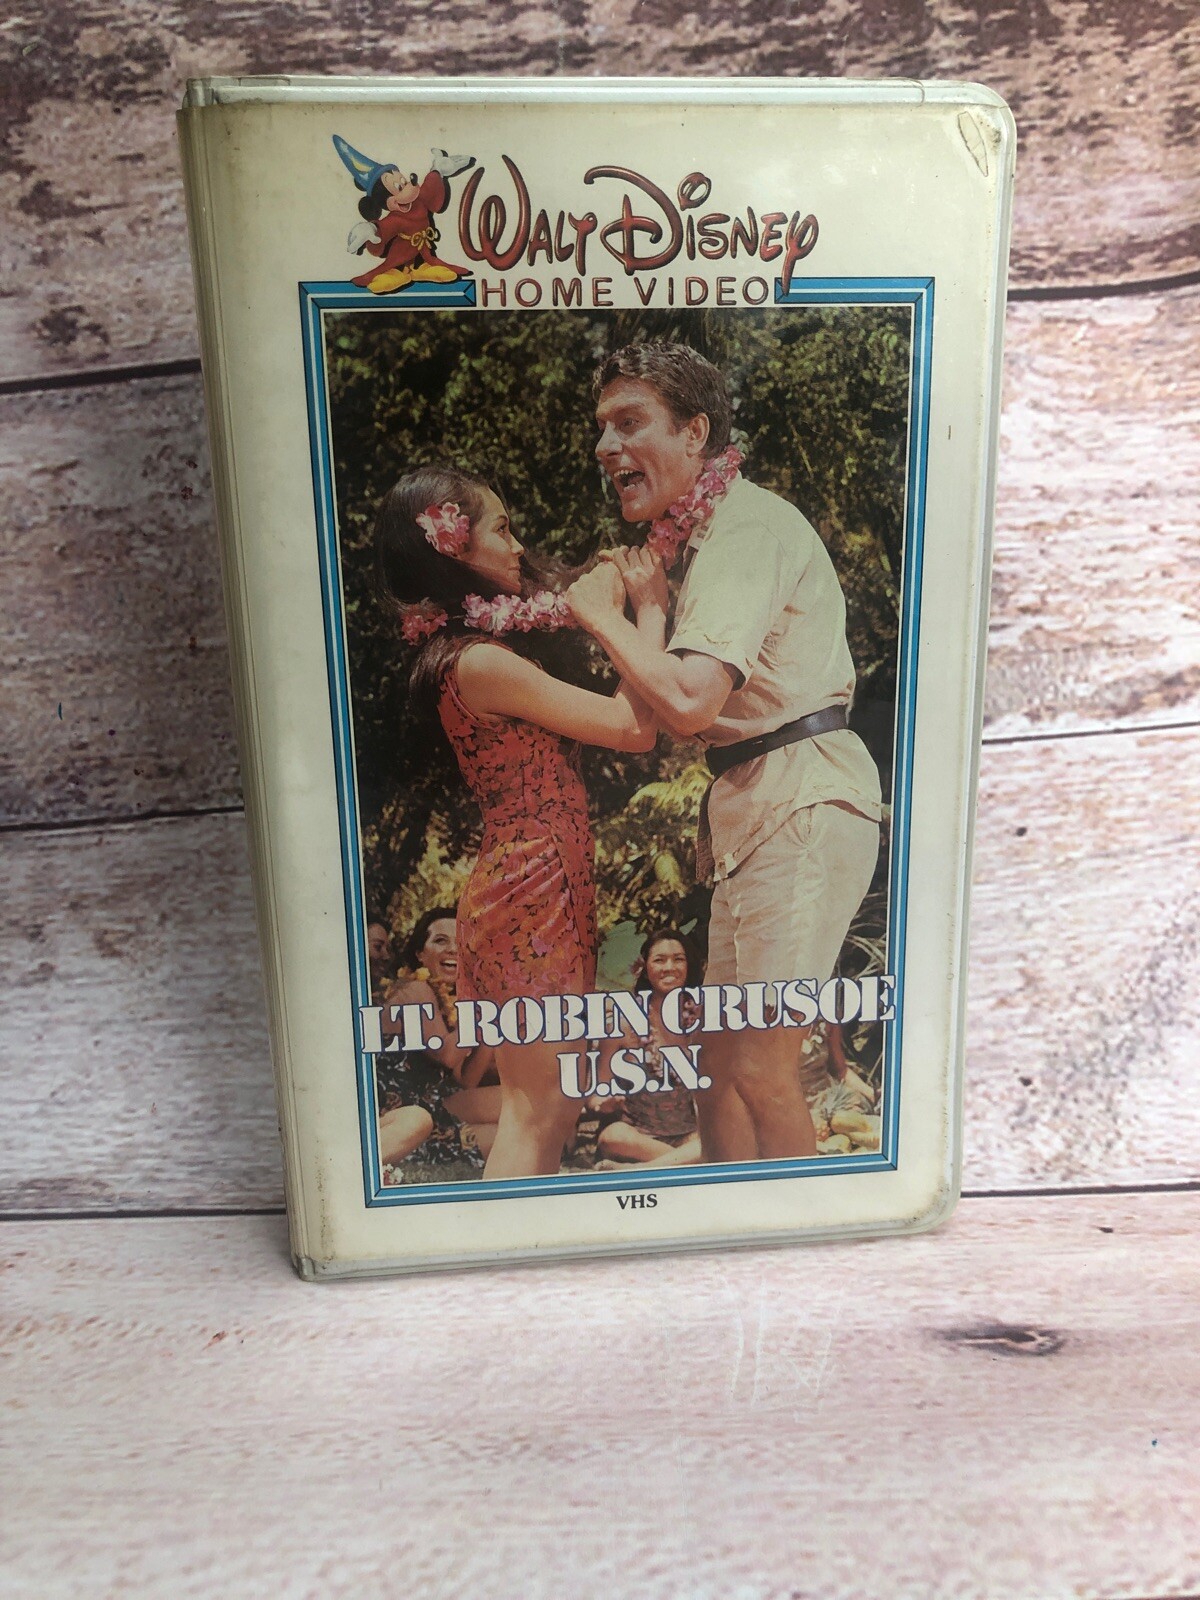 WALT DISNEY
HOME VIDEO
LT. ROBIN CRUSOE
U.S.N.
VHS